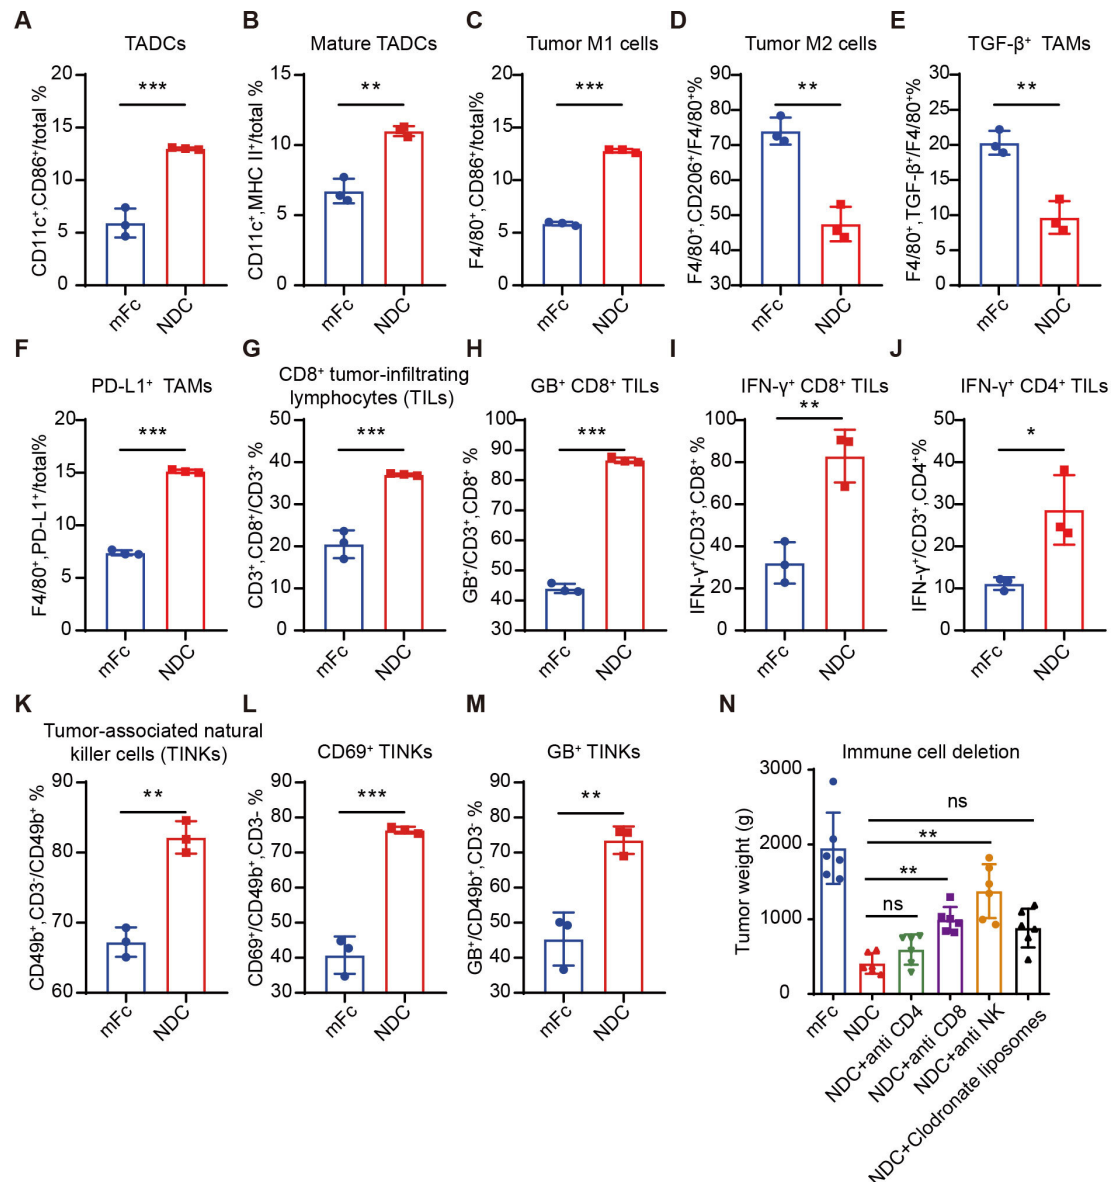 A
TADCs
CD11c⁺,CD86⁺/total %
20
15
10
5
0
***
mFc
NDC
B
Mature TADCs
CD11c⁺,MHC II⁺/total %
15
10
5
0
**
mFc
NDC
C
Tumor M1 cells
F4/80⁺,CD86⁺/total%
20
15
10
5
0
***
mFc
NDC
D
Tumor M2 cells
F4/80⁺,CD206⁺/F4/80⁺%
90
80
70
60
50
40
30
**
mFc
NDC
E
TGF-β⁺ TAMs
F4/80⁺,TGF-β⁺/F4/80⁺%
30
25
20
15
10
5
0
**
mFc
NDC
F
PD-L1⁺ TAMs
F4/80⁺,PD-L1⁺/total%
20
15
10
5
0
***
mFc
NDC
G
CD8⁺ tumor-infiltrating
lymphocytes (TILs)
CD3⁺,CD8⁺/CD3⁺ %
50
40
30
20
10
0
***
mFc
NDC
H
GB⁺ CD8⁺ TILs
GB⁺/CD3⁺,CD8⁺ %
100
90
80
70
60
50
40
30
***
mFc
NDC
I
IFN-γ⁺ CD8⁺ TILs
IFN-γ⁺/CD3⁺,CD8⁺ %
100
80
60
40
20
0
**
mFc
NDC
J
IFN-γ⁺ CD4⁺ TILs
IFN-γ⁺/CD3⁺,CD4⁺%
50
40
30
20
10
0
*
mFc
NDC
K
Tumor-associated natural
killer cells (TINKs)
CD49b⁺,CD3⁻/CD49b⁺ %
90
80
70
60
**
mFc
NDC
L
CD69⁺ TINKs
CD69⁺/CD49b⁺,CD3- %
90
80
70
60
50
40
30
***
mFc
NDC
M
GB⁺ TINKs
GB⁺/CD49b⁺,CD3⁻ %
90
80
70
60
50
40
30
**
mFc
NDC
N
Immune cell deletion
Tumor weight (g)
3000
2000
1000
0
ns
**
**
ns
mFc
NDC
NDC+anti CD4
NDC+anti CD8
NDC+anti NK
NDC+Clodronate liposomes